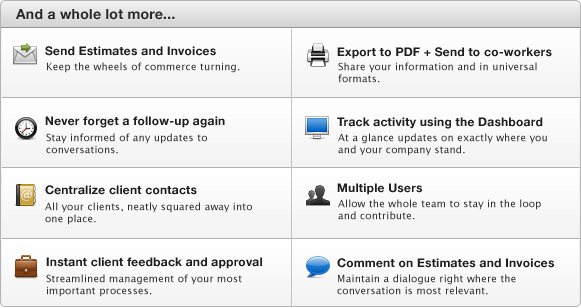 And a whole lot more...
Send Estimates and Invoices
Keep the wheels of commerce turning.
Export to PDF + Send to co-workers
Share your information and in universal
formats.
Never forget a follow-up again
Stay informed of any updates to
conversations.
Track activity using the Dashboard
At a glance updates on exactly where you
and your company stand.
Centralize client contacts
All your clients, neatly squared away into
one place.
Multiple Users
Allow the whole team to stay in the loop
and contribute.
Instant client feedback and approval
Streamlined management of your most
important processes.
Comment on Estimates and Invoices
Maintain a dialogue right where the
conversation is most relevant.